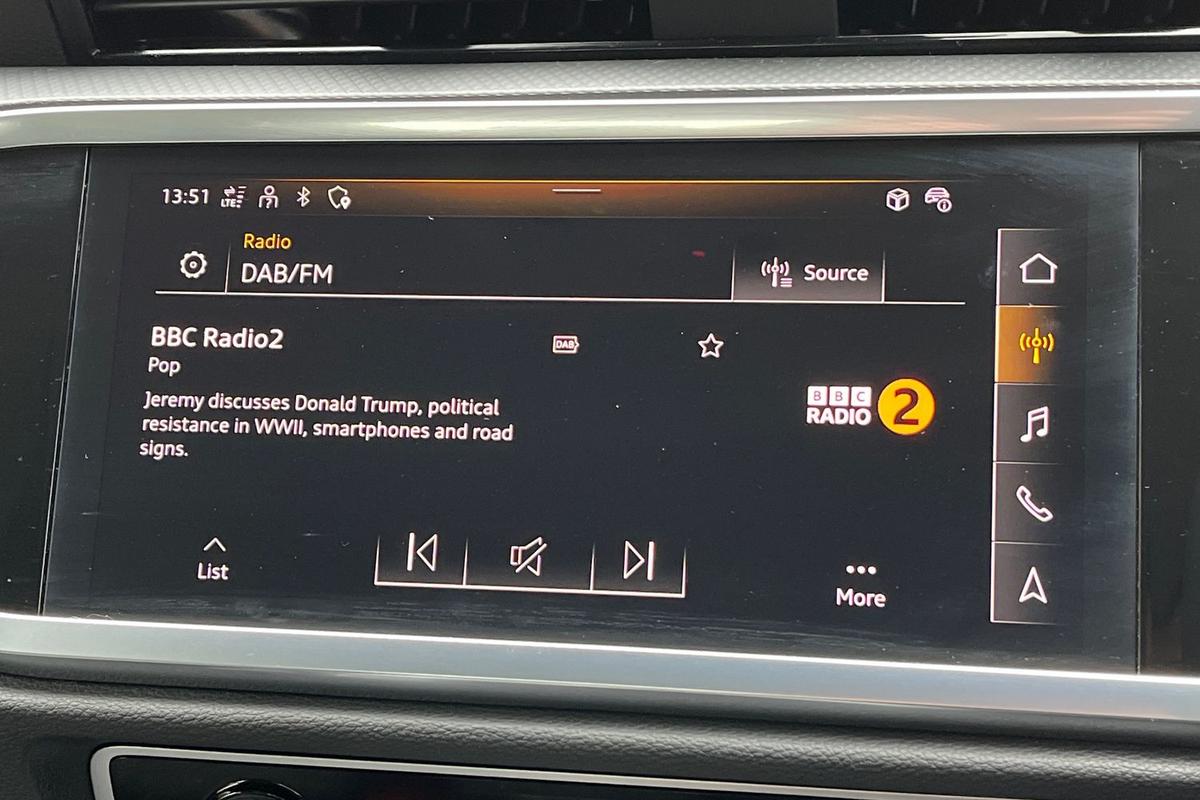 13:51 LTE
Radio
DAB/FM
Source
BBC Radio2
DAB
Pop
Jeremy discusses Donald Trump, political
resistance in WWII, smartphones and road
signs.
BBC
RADIO 2
List
More